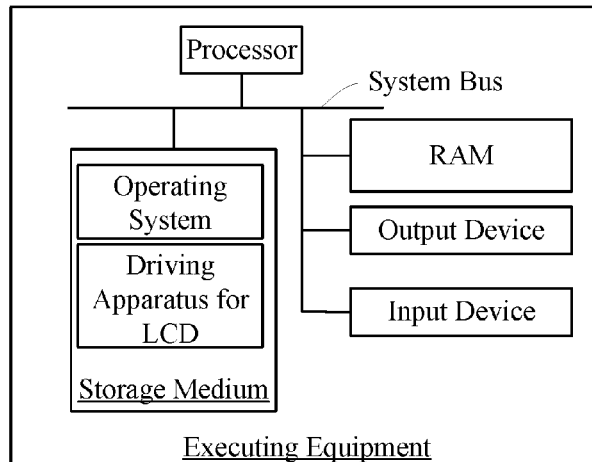 Processor
System Bus
RAM
Operating
System
Output Device
Driving
Apparatus for
LCD
Input Device
Storage Medium
Executing Equipment